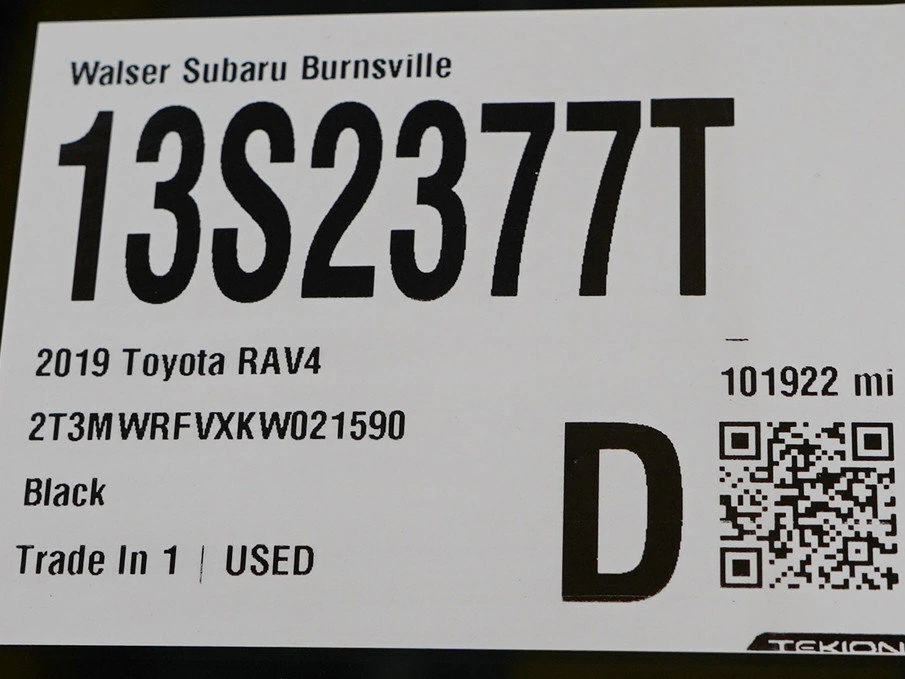 Walser Subaru Burnsville
13S2377T
2019 Toyota RAV4
101922 mi
2T3MWRFVXKW021590
D
Black
Trade In 1 | USED
TEKION